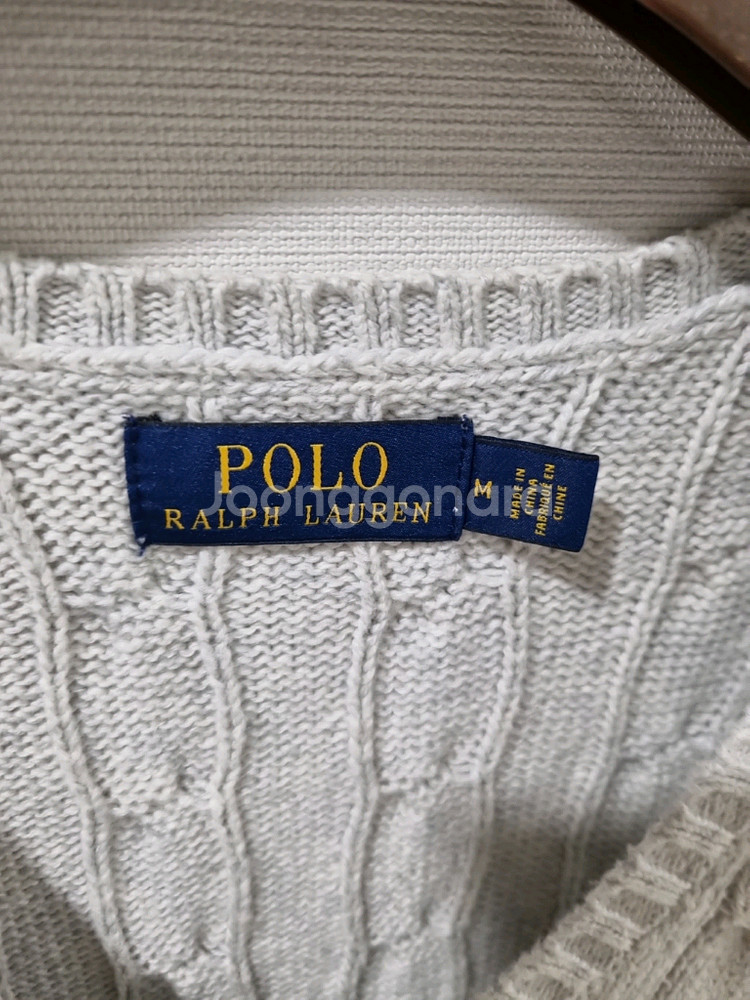 POLO
RALPH LAUREN
M
MADE IN
CHINA
FABRIQUÉ EN
CHINE
Joonggonara